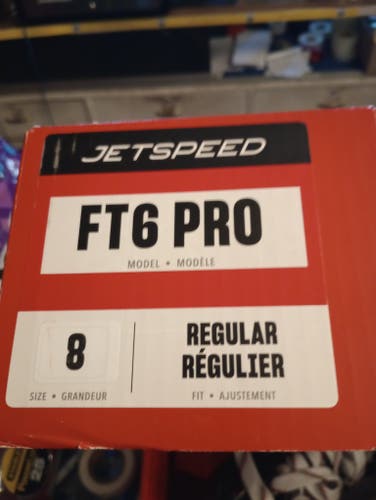 JETSPEED
FT6 PRO
MODEL • MODÈLE
8
SIZE • GRANDEUR
REGULAR
RÉGULIER
FIT • AJUSTEMENT